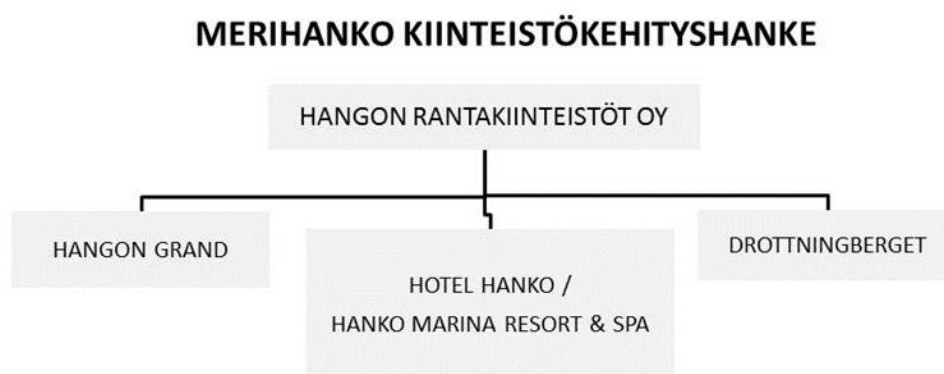 MERIHANKO KIINTEISTÖKEHITYSHANKE
HANGON RANTAKIINTEISTÖT OY
HANGON GRAND
HOTEL HANKO /
HANKO MARINA RESORT & SPA
DROTTNINGBERGET